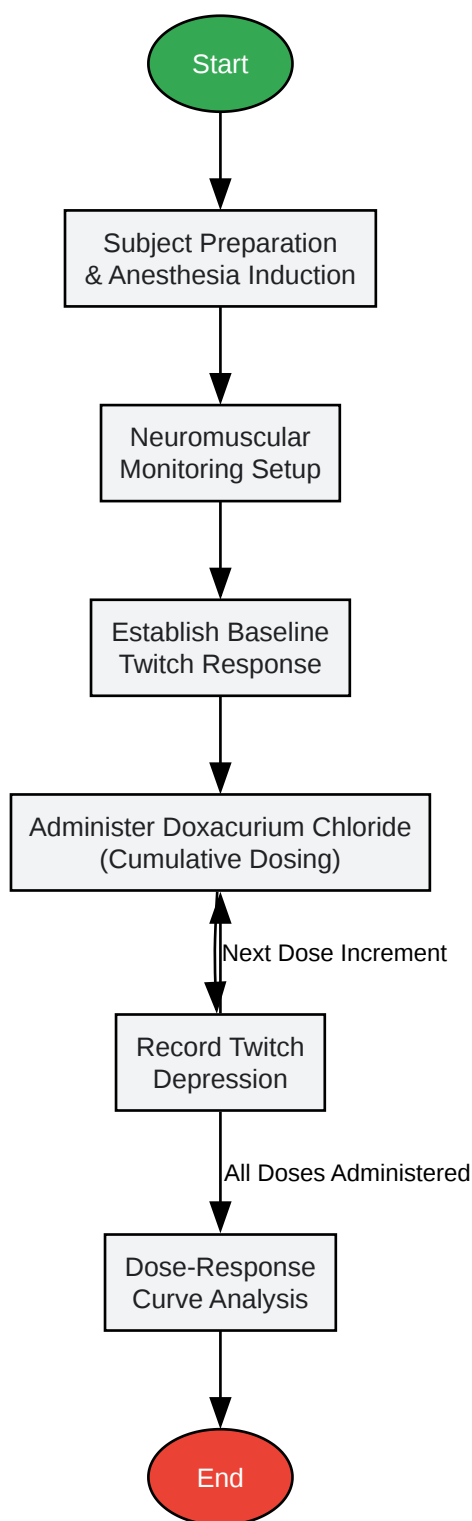 Start
Subject Preparation
& Anesthesia Induction
Neuromuscular
Monitoring Setup
Establish Baseline
Twitch Response
Administer Doxacurium Chloride
(Cumulative Dosing)
Next Dose Increment
Record Twitch
Depression
All Doses Administered
Dose-Response
Curve Analysis
End